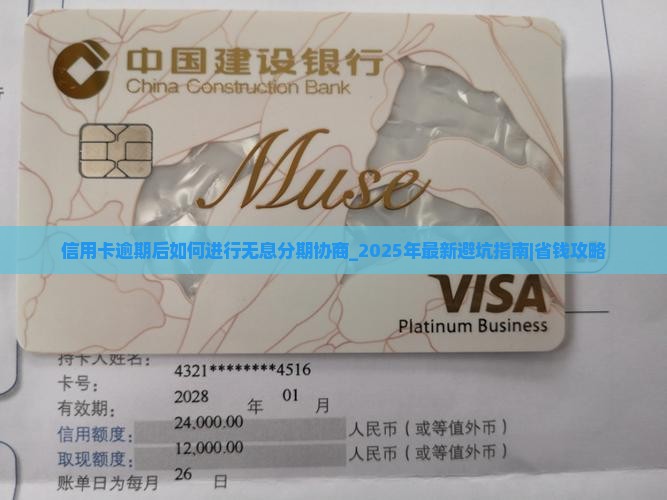 中国建设银行
China Construction Bank
Muse
信用卡逾期后如何进行无息分期协商_2025年最新避坑指南|省钱攻略
VISA
Platinum Business
持卡人姓名：
卡号： 4321********4516
有效期： 2028 年 01 月
信用额度： 24,000.00 人民币（或等值外币）
取现额度： 12,000.00 人民币（或等值外币）
账单日为每月 26 日